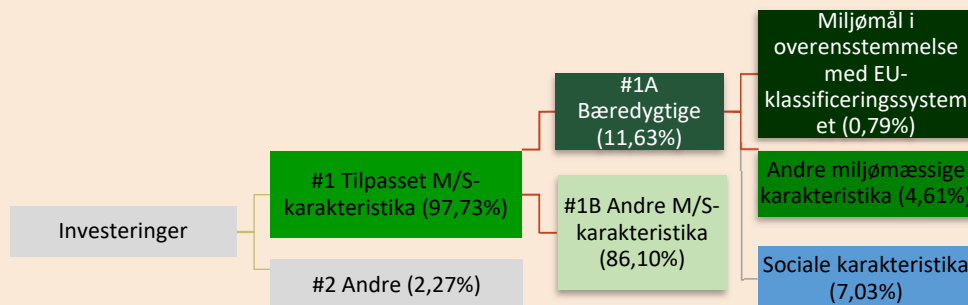 Investeringer
#1 Tilpasset M/S-
karakteristika (97,73%)
#2 Andre (2,27%)
#1A
Bæredygtige
(11,63%)
#1B Andre M/S-
karakteristika
(86,10%)
Miljømål i
overensstemmelse
med EU-
klassificeringssystem
et (0,79%)
Andre miljømæssige
karakteristika (4,61%)
Sociale karakteristika
(7,03%)